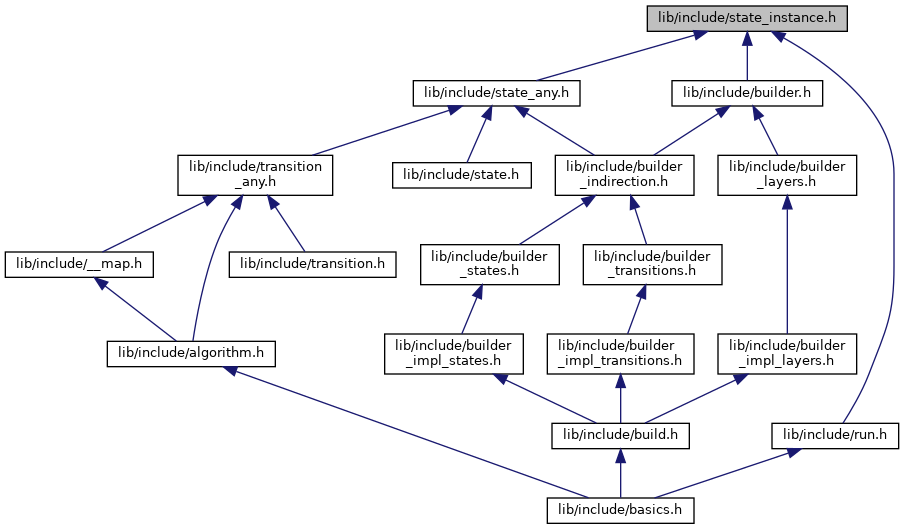 lib/include/state_instance.h
lib/include/state_any.h
lib/include/builder.h
lib/include/transition
_any.h
lib/include/state.h
lib/include/builder
_indirection.h
lib/include/builder
_layers.h
lib/include/__map.h
lib/include/transition.h
lib/include/builder
_states.h
lib/include/builder
_transitions.h
lib/include/algorithm.h
lib/include/builder
_impl_states.h
lib/include/builder
_impl_transitions.h
lib/include/builder
_impl_layers.h
lib/include/build.h
lib/include/run.h
lib/include/basics.h